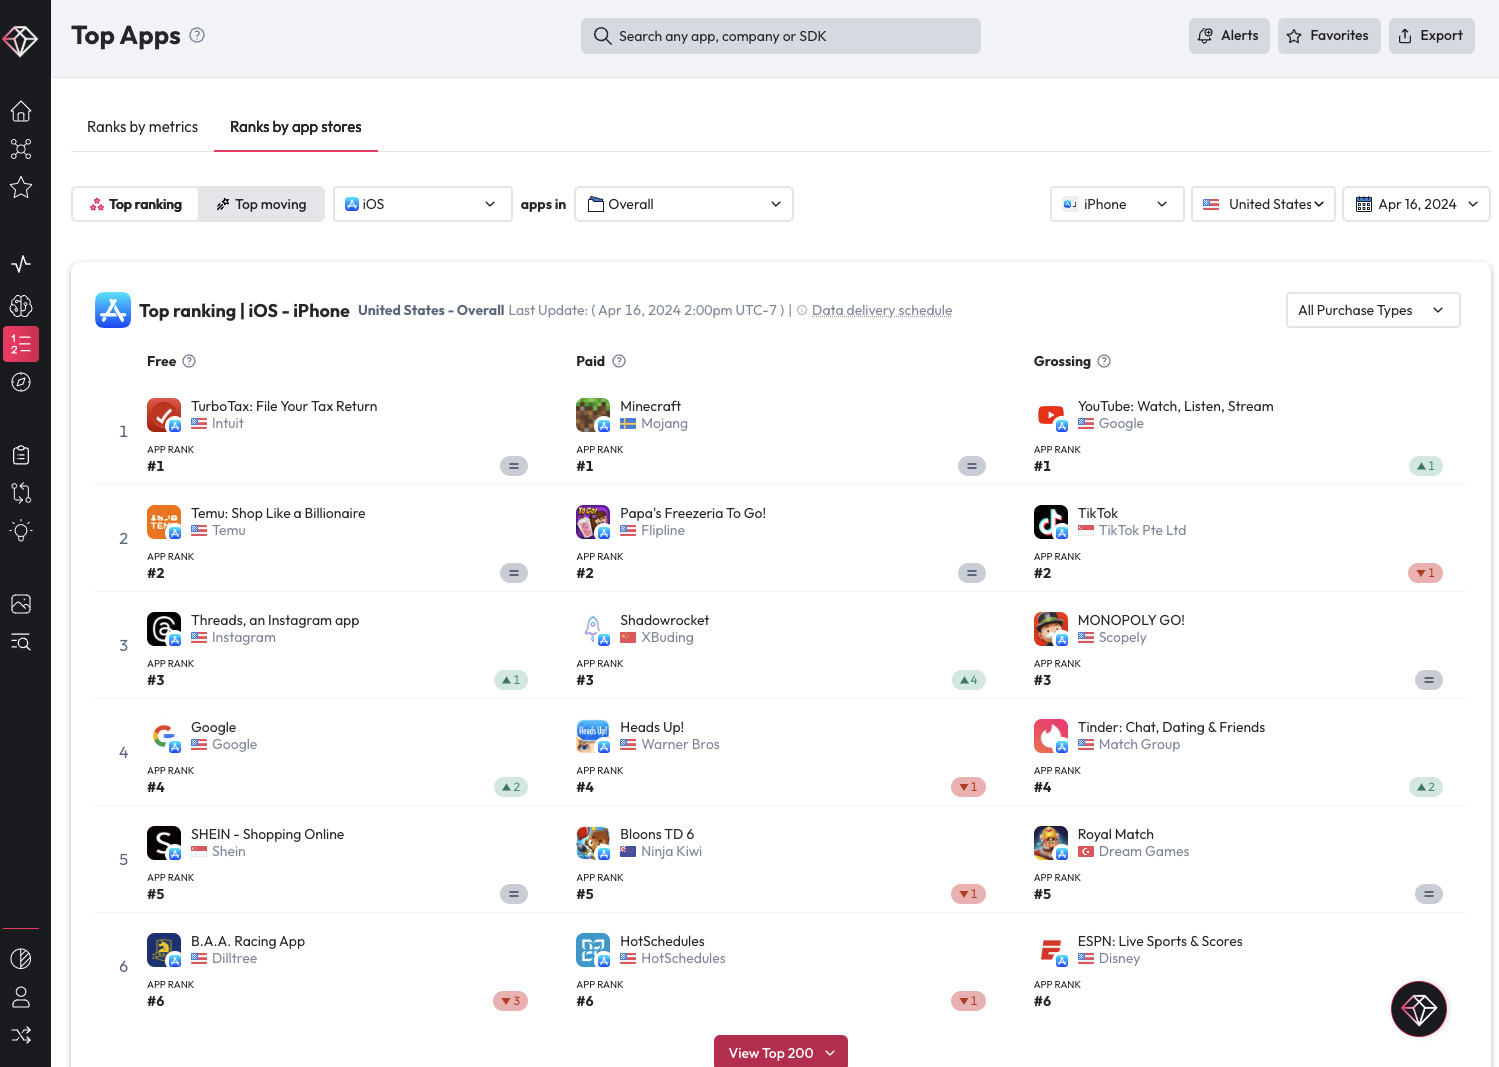 Top Apps
Search any app, company or SDK
Alerts
Favorites
Export
Ranks by metrics
Ranks by app stores
Top ranking
Top moving
iOS
apps in
Overall
iPhone
United States
Apr 16, 2024
Top ranking | iOS - iPhone United States - Overall Last Update: ( Apr 16, 2024 2:00pm UTC-7 ) | Data delivery schedule
All Purchase Types
Free
Paid
Grossing
1
TurboTax: File Your Tax Return
Intuit
APP RANK
#1
=
Minecraft
Mojang
APP RANK
#1
=
YouTube: Watch, Listen, Stream
Google
APP RANK
#1
▲1
2
Temu: Shop Like a Billionaire
Temu
APP RANK
#2
=
Papa's Freezeria To Go!
Flipline
APP RANK
#2
=
TikTok
TikTok Pte Ltd
APP RANK
#2
▼1
3
Threads, an Instagram app
Instagram
APP RANK
#3
▲1
Shadowrocket
XBuding
APP RANK
#3
▲4
MONOPOLY GO!
Scopely
APP RANK
#3
=
4
Google
Google
APP RANK
#4
▲2
Heads Up!
Heads Up!
Warner Bros
APP RANK
#4
▼1
Tinder: Chat, Dating & Friends
Match Group
APP RANK
#4
▲2
5
SHEIN - Shopping Online
Shein
APP RANK
#5
=
Bloons TD 6
Ninja Kiwi
APP RANK
#5
▼1
Royal Match
Dream Games
APP RANK
#5
=
6
B.A.A. Racing App
Dilltree
APP RANK
#6
▼3
HotSchedules
HotSchedules
APP RANK
#6
▼1
ESPN: Live Sports & Scores
Disney
APP RANK
#6
View Top 200